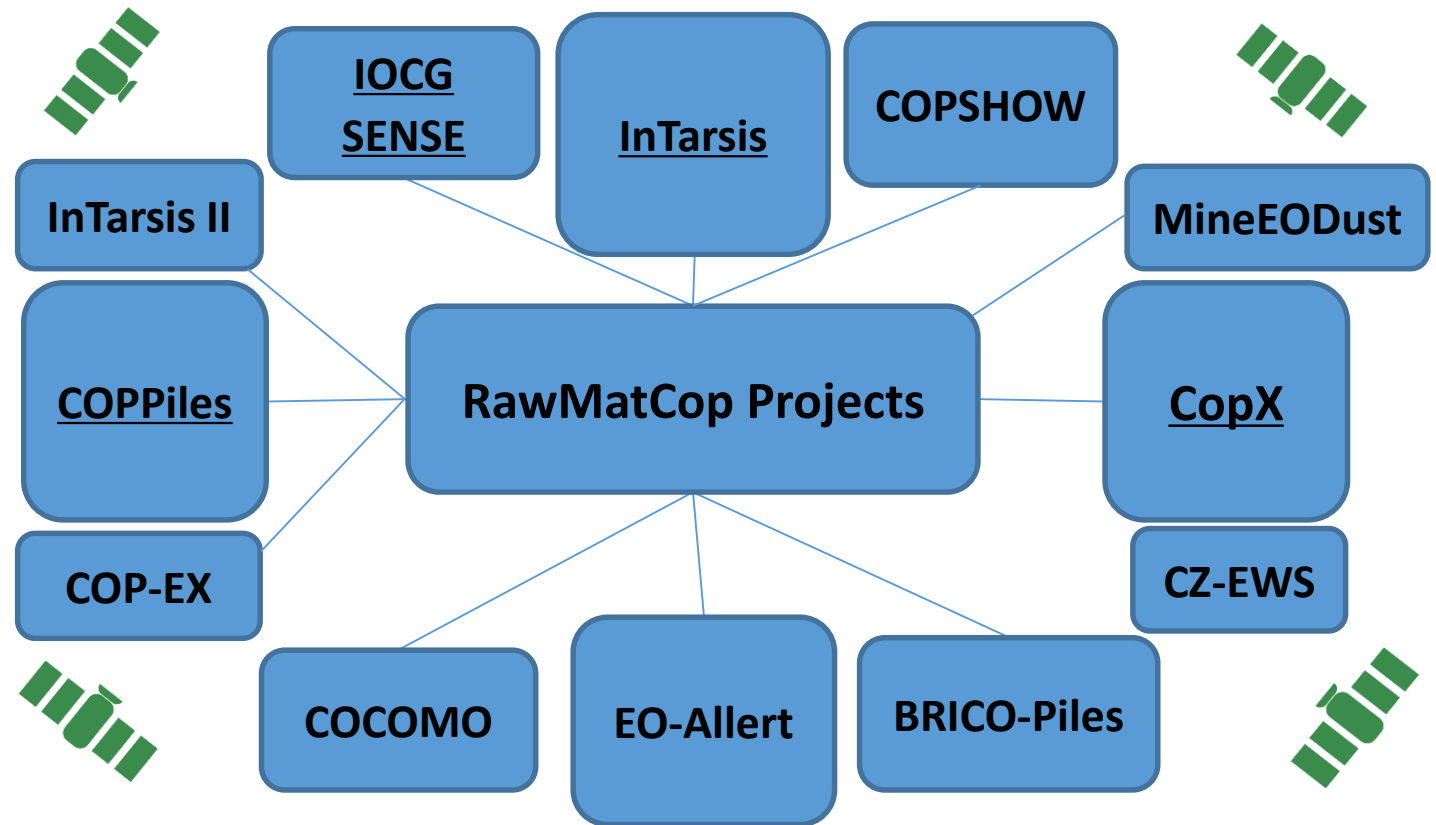 IOCG
SENSE
InTarsis
COPSHOW
InTarsis II
MineEODust
COPPiles
RawMatCop Projects
CopX
COP-EX
CZ-EWS
COCOMO
EO-Allert
BRICO-Piles